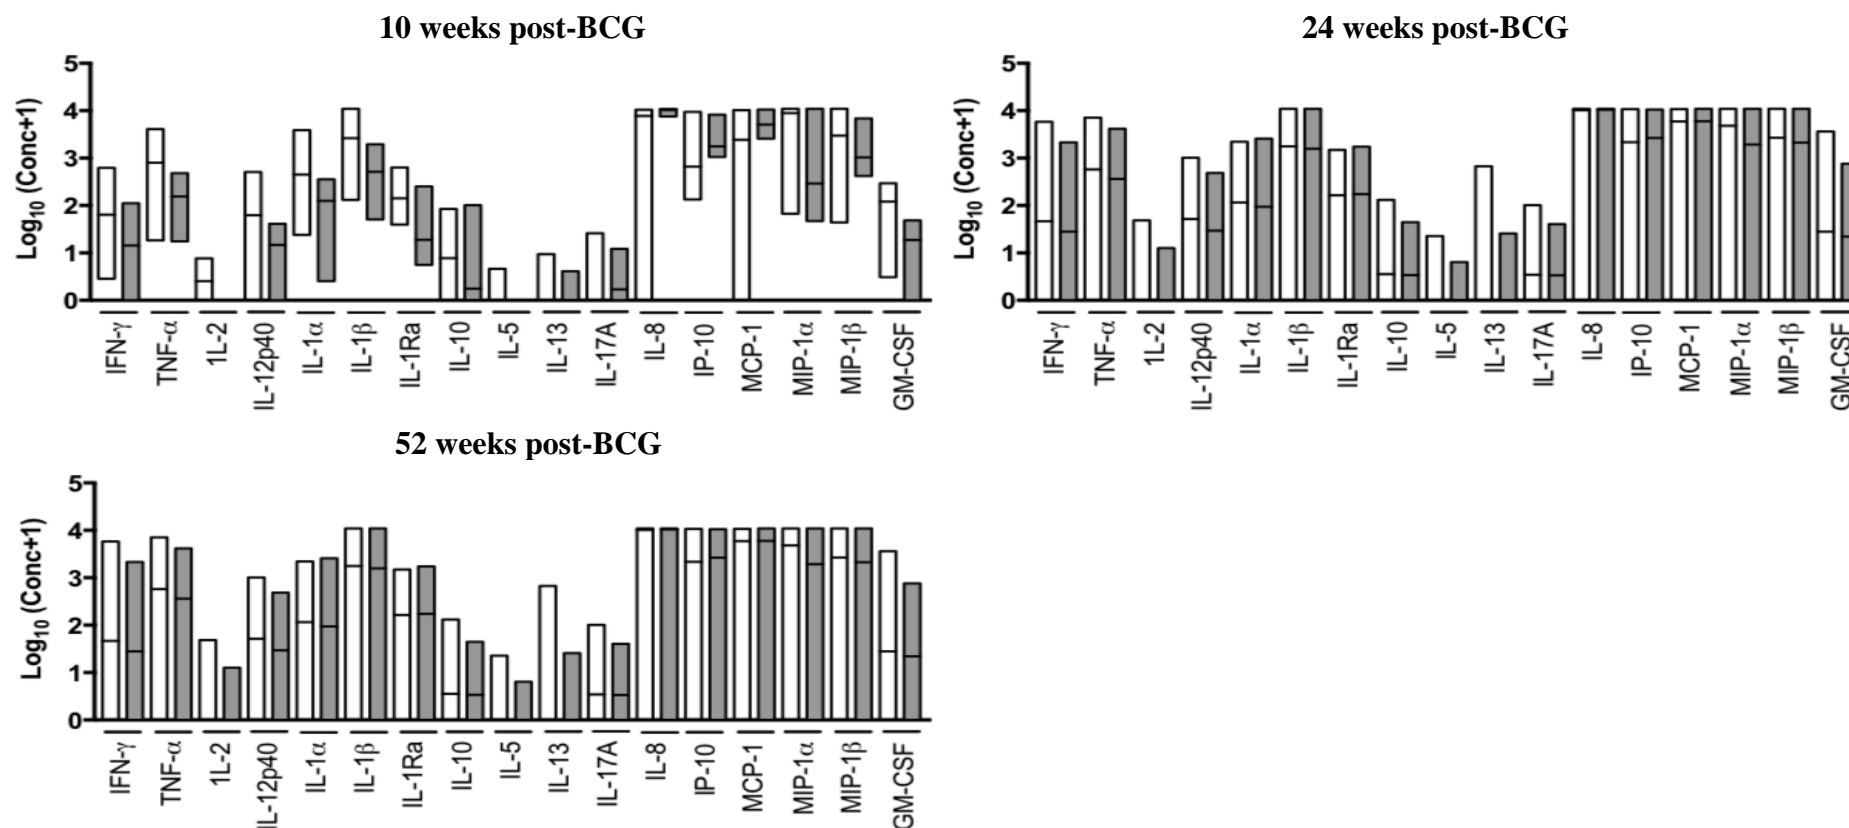 10 weeks post-BCG
Log10 (Conc+1)
5
4
3
2
1
0
IFN-γ
TNF-α
1L-2
IL-12p40
IL-1α
IL-1β
IL-1Ra
IL-10
IL-5
IL-13
IL-17A
IL-8
IP-10
MCP-1
MIP-1α
MIP-1β
GM-CSF
24 weeks post-BCG
Log10 (Conc+1)
5
4
3
2
1
0
IFN-γ
TNF-α
1L-2
IL-12p40
IL-1α
IL-1β
IL-1Ra
IL-10
IL-5
IL-13
IL-17A
IL-8
IP-10
MCP-1
MIP-1α
MIP-1β
GM-CSF
52 weeks post-BCG
Log10 (Conc+1)
5
4
3
2
1
0
IFN-γ
TNF-α
1L-2
IL-12p40
IL-1α
IL-1β
IL-1Ra
IL-10
IL-5
IL-13
IL-17A
IL-8
IP-10
MCP-1
MIP-1α
MIP-1β
GM-CSF